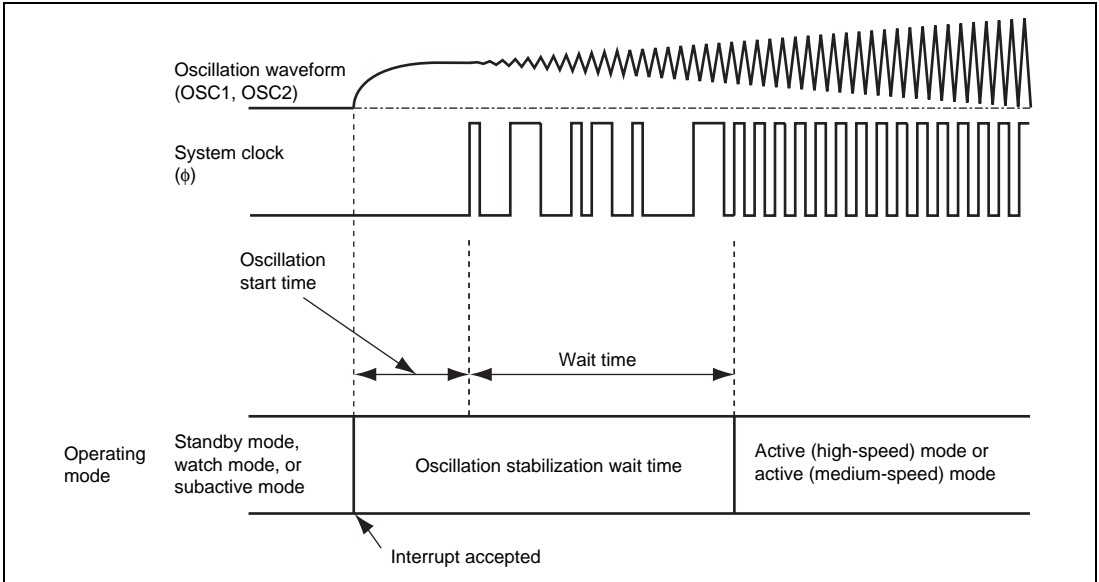 Oscillation waveform
(OSC1, OSC2)
System clock
(ϕ)
Oscillation
start time
Wait time
Operating
mode
Standby mode,
watch mode, or
subactive mode
Oscillation stabilization wait time
Active (high-speed) mode or
active (medium-speed) mode
Interrupt accepted